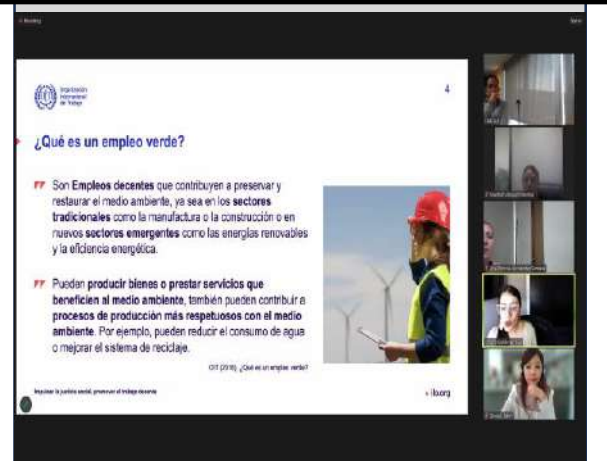 Organización
Internacional
del Trabajo
4
¿Qué es un empleo verde?
Son Empleos decentes que contribuyen a preservar y
restaurar el medio ambiente, ya sea en los sectores
tradicionales como la manufactura o la construcción o en
nuevos sectores emergentes como las energías renovables
y la eficiencia energética.
Pueden producir bienes o prestar servicios que
beneficien al medio ambiente, también pueden contribuir a
procesos de producción más respetuosos con el medio
ambiente. Por ejemplo, pueden reducir el consumo de agua
o mejorar el sistema de reciclaje.
OIT (2016). ¿Qué es un empleo verde?
Impulsar la justicia social, promover el trabajo decente
ilo.org